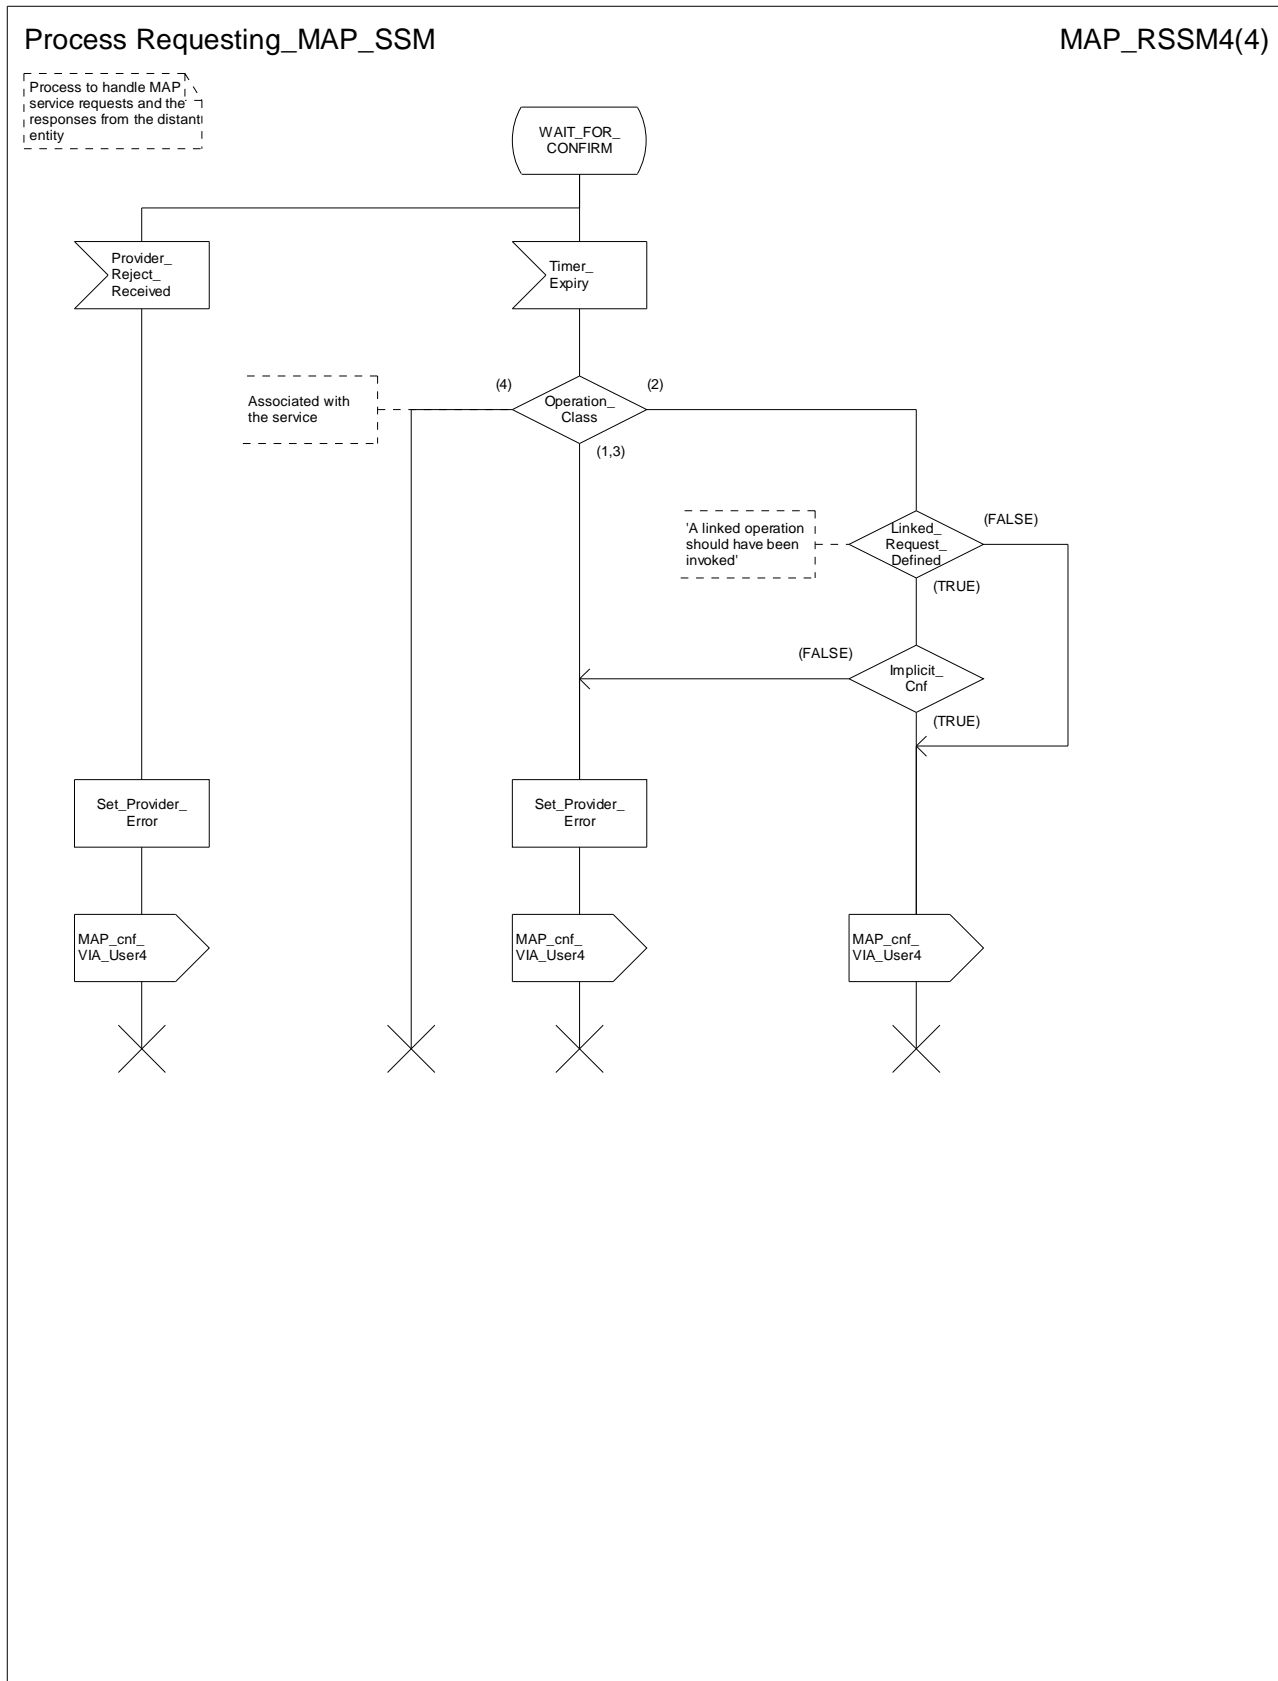 Process Requesting_MAP_SSM
MAP_RSSM4(4)
Process to handle MAP
service requests and the
responses from the distant
entity
WAIT_FOR_
CONFIRM
Provider_
Reject_
Received
Timer_
Expiry
Associated with
the service
(4)
Operation_
Class
(2)
(1,3)
'A linked operation
should have been
invoked'
Linked_
Request_
Defined
(FALSE)
(TRUE)
(FALSE)
Implicit_
Cnf
(TRUE)
Set_Provider_
Error
Set_Provider_
Error
MAP_cnf_
VIA_User4
MAP_cnf_
VIA_User4
MAP_cnf_
VIA_User4